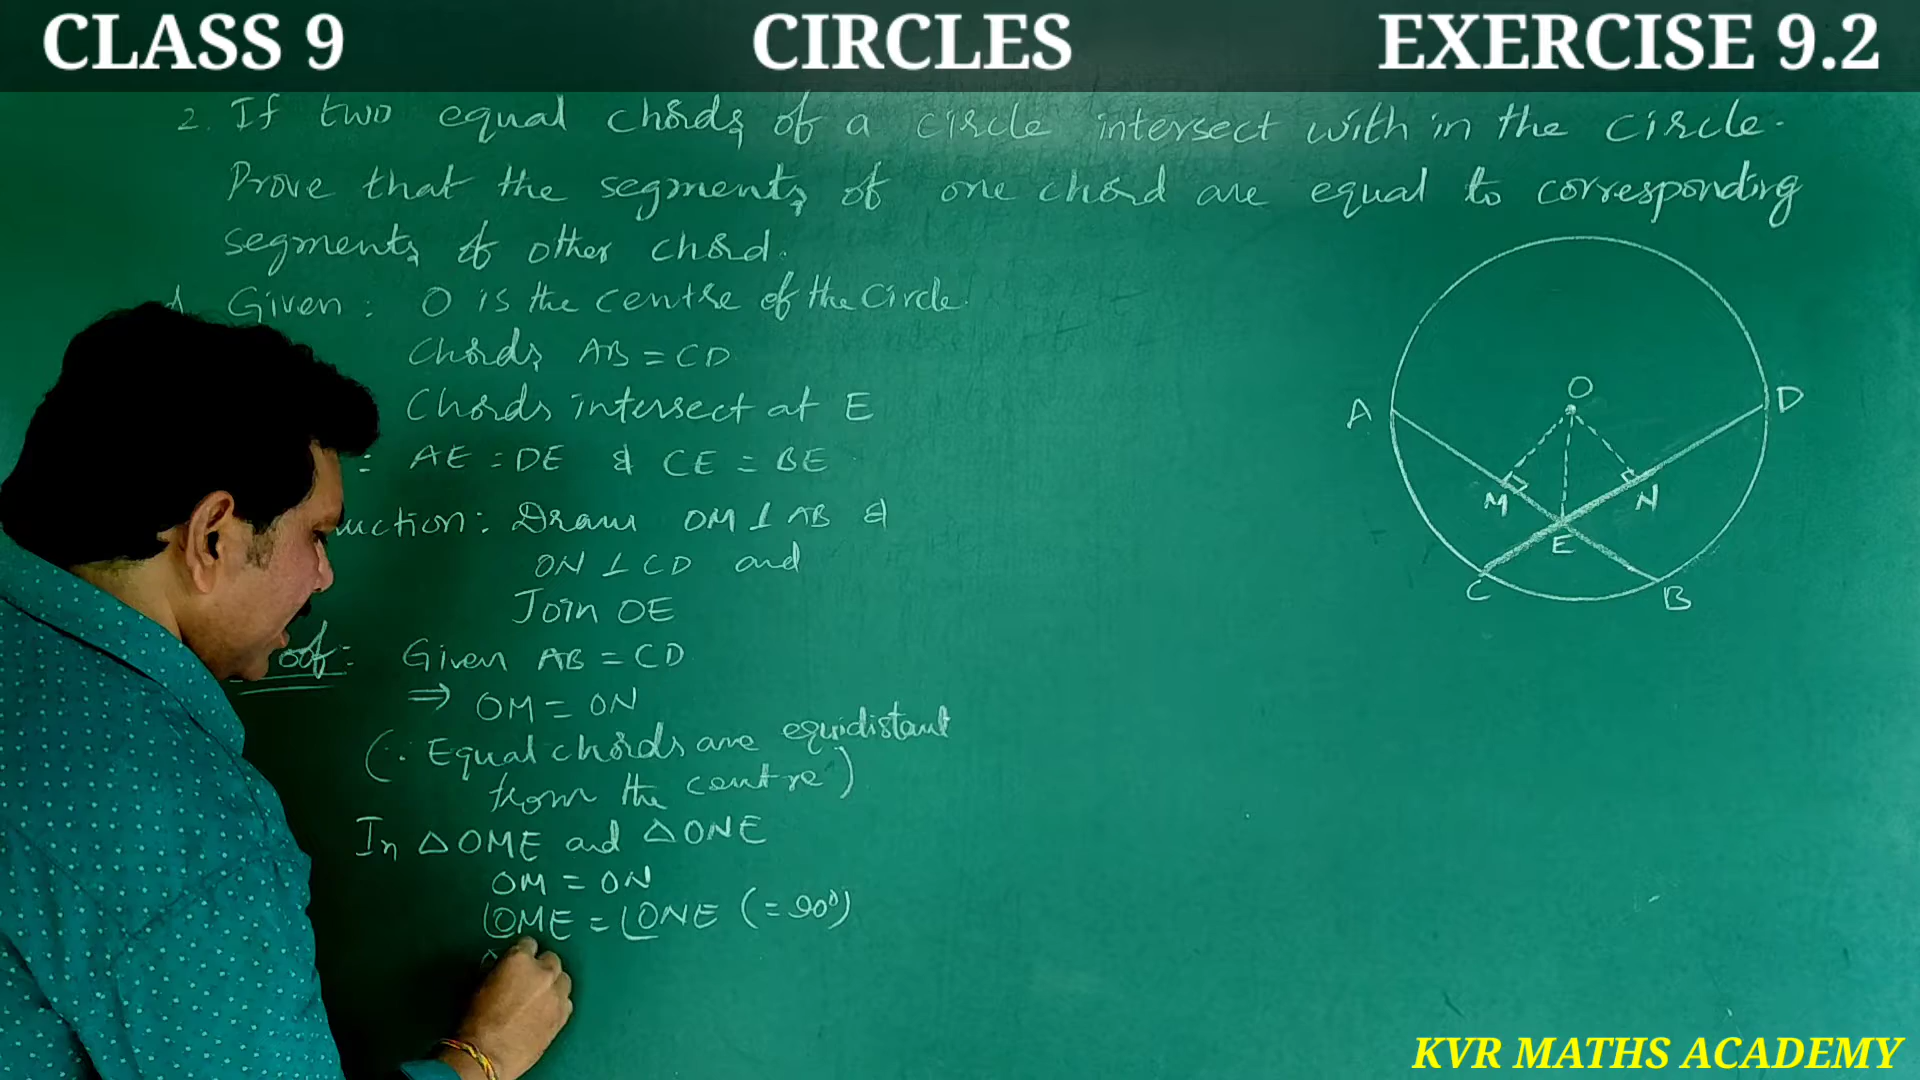 CLASS 9 CIRCLES EXERCISE 9.2
2. If two equal chords of a circle intersect with in the circle.
Prove that the segments of one chord are equal to corresponding
segments of other chord.
Given : O is the centre of the Circle.
Chords AB = CD
Chords intersect at E
: AE = DE & CE = BE
uction : Draw OM ⊥ AB &
ON ⊥ CD and
Join OE
oof : Given AB = CD
⇒ OM = ON
(∵ Equal chords are equidistant
from the centre)
In △OME and △ONE
OM = ON
∠OME = ∠ONE (= 90°)
O
A
D
M
N
E
C
B
KVR MATHS ACADEMY